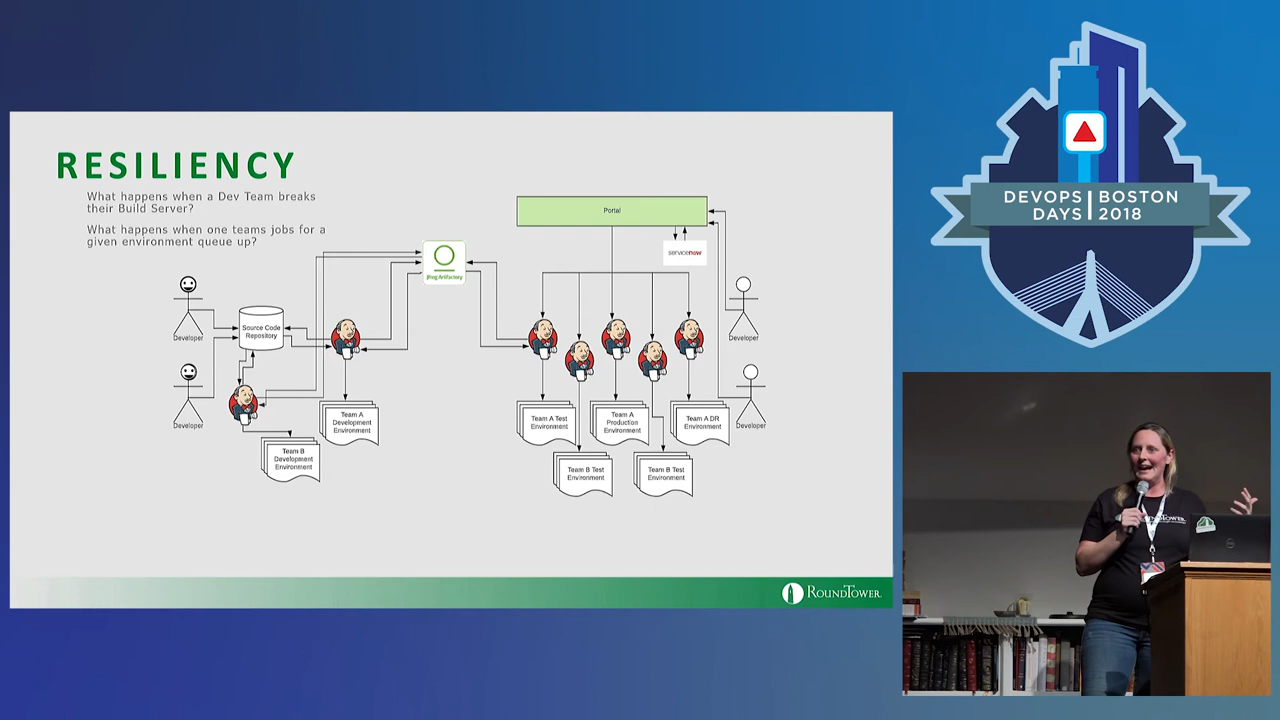 RESILIENCY
What happens when a Dev Team breaks
their Build Server?
What happens when one teams jobs for a
given environment queue up?
Portal
servicenow
JFrog Artifactory
Developer
Source Code
Repository
Developer
Team A
Development
Environment
Team B
Development
Environment
Developer
Developer
Team A Test
Environment
Team A
Production
Environment
Team A DR
Environment
Team B Test
Environment
Team B Test
Environment
ROUNDTOWER
DEVOPS BOSTON
DAYS 2018